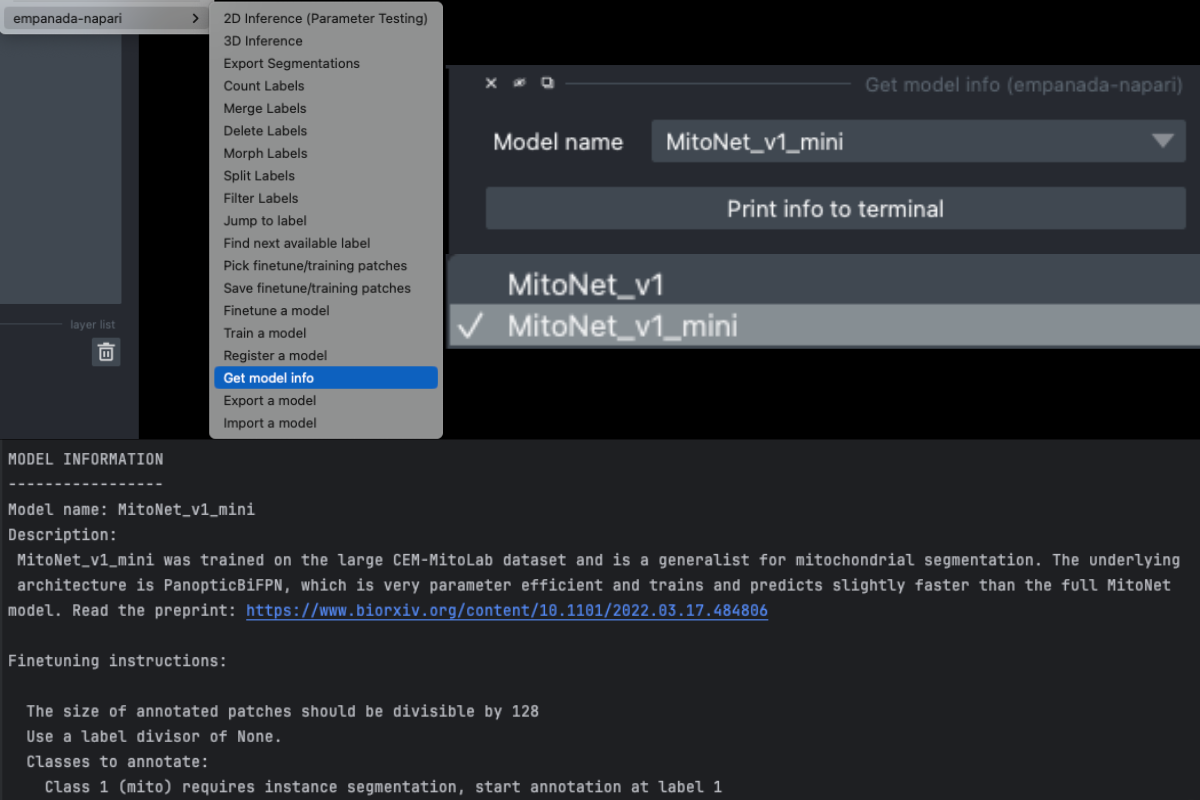 empanada-napari
2D Inference (Parameter Testing)
3D Inference
Export Segmentations
Count Labels
Merge Labels
Delete Labels
Morph Labels
Split Labels
Filter Labels
Jump to label
Find next available label
Pick finetune/training patches
Save finetune/training patches
Finetune a model
Train a model
Register a model
Get model info
Export a model
Import a model
layer list
Get model info (empanada-napari)
Model name MitoNet_v1_mini
Print info to terminal
MitoNet_v1
MitoNet_v1_mini
MODEL INFORMATION
-----------------
Model name: MitoNet_v1_mini
Description:
MitoNet_v1_mini was trained on the large CEM-MitoLab dataset and is a generalist for mitochondrial segmentation. The underlying
architecture is PanopticBiFPN, which is very parameter efficient and trains and predicts slightly faster than the full MitoNet
model. Read the preprint: https://www.biorxiv.org/content/10.1101/2022.03.17.484806
Finetuning instructions:
The size of annotated patches should be divisible by 128
Use a label divisor of None.
Classes to annotate:
Class 1 (mito) requires instance segmentation, start annotation at label 1